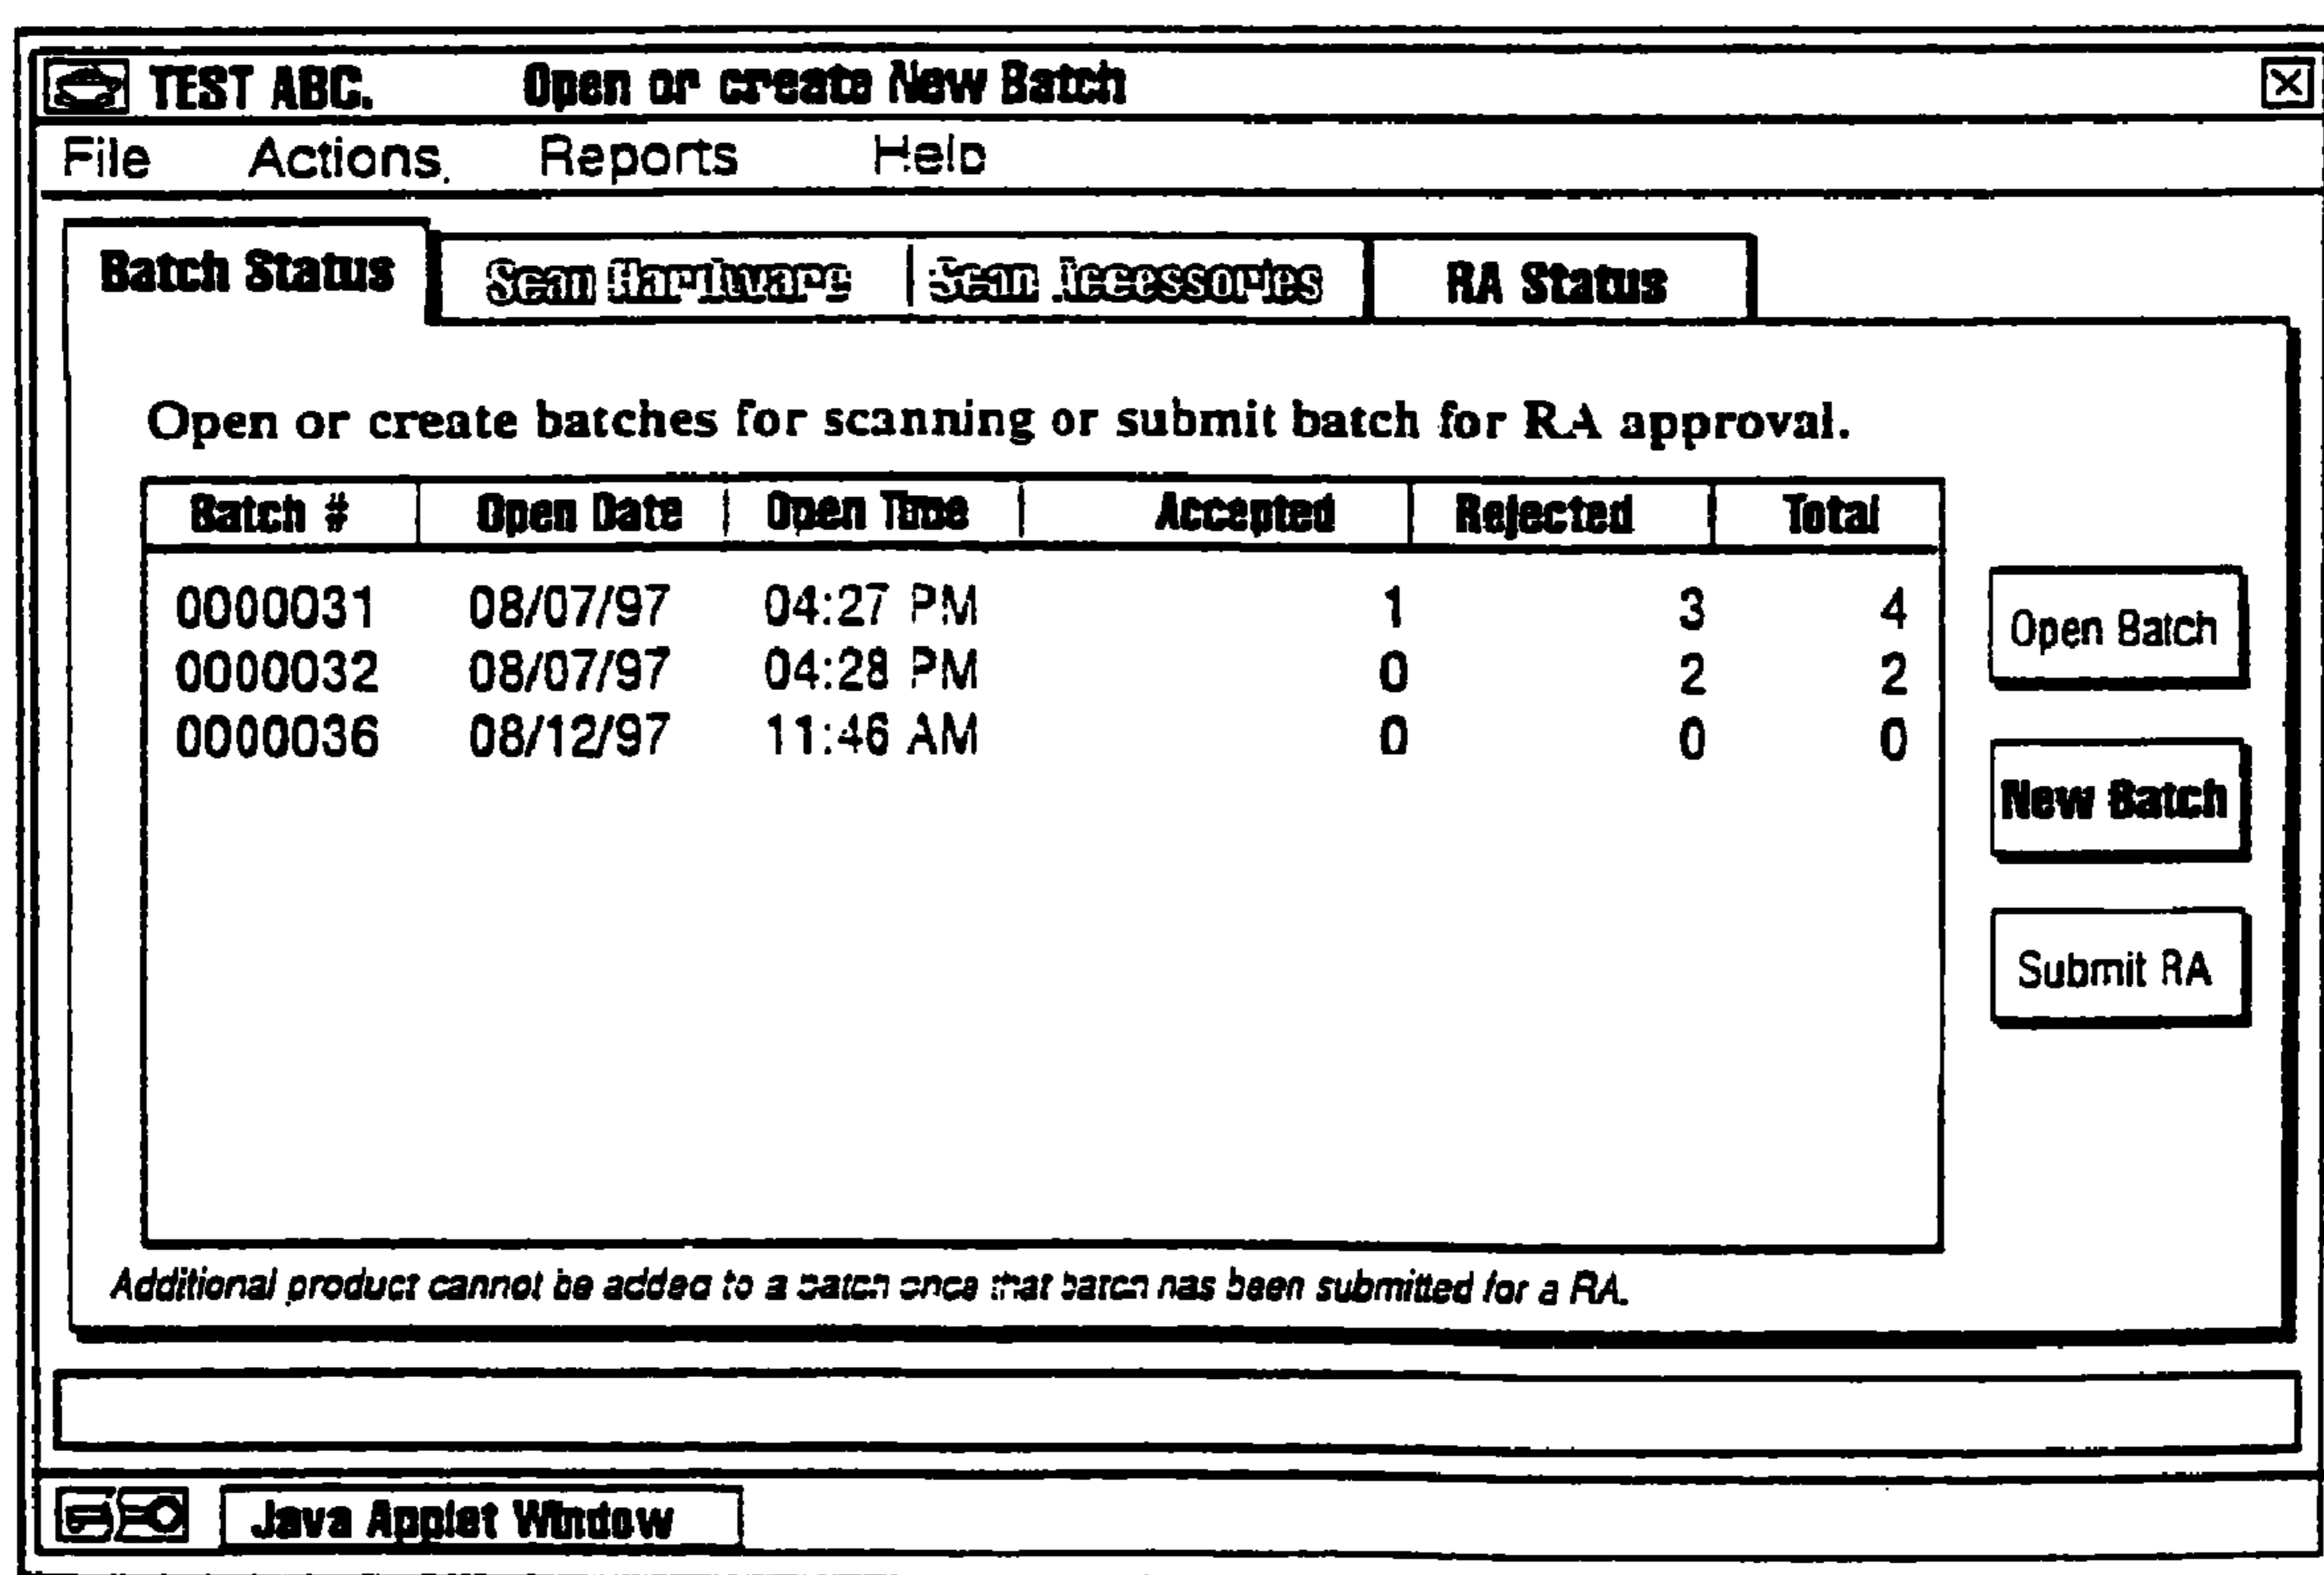 TEST ABC. Open or create New Batch
File Actions Reports Help
Batch Status Scan Hardware Scan Accessories RA Status
Open or create batches for scanning or submit batch for RA approval.
Batch # Open Date Open Time Accepted Rejected Total
0000031 08/07/97 04:27 PM 1 3 4
0000032 08/07/97 04:28 PM 0 2 2
0000036 08/12/97 11:46 AM 0 0 0
Open Batch
New Batch
Submit RA
Additional product cannot be added to a batch once that batch has been submitted for a RA.
Java Applet Window